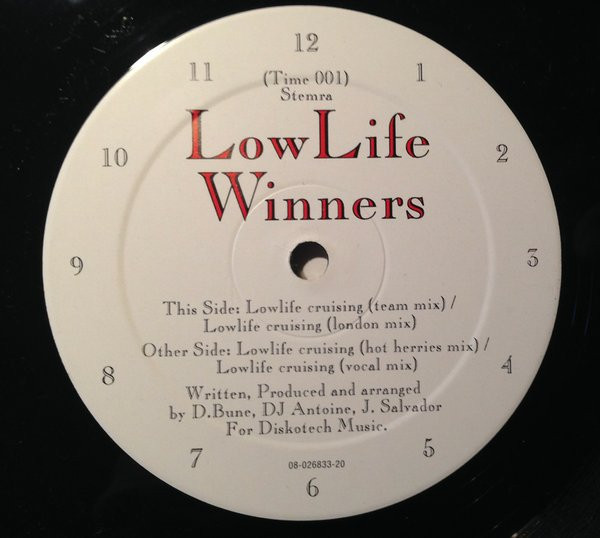 12
11
1
(Time 001)
Stemra
LowLife
10
2
Winners
9
3
This Side: Lowlife cruising (team mix) /
Lowlife cruising (london mix)
Other Side: Lowlife cruising (hot herries mix) /
Lowlife cruising (vocal mix)
8
4
Written, Produced and arranged
by D.Bune, DJ Antoine, J. Salvador
For Diskotech Music.
7
5
08-026833-20
6